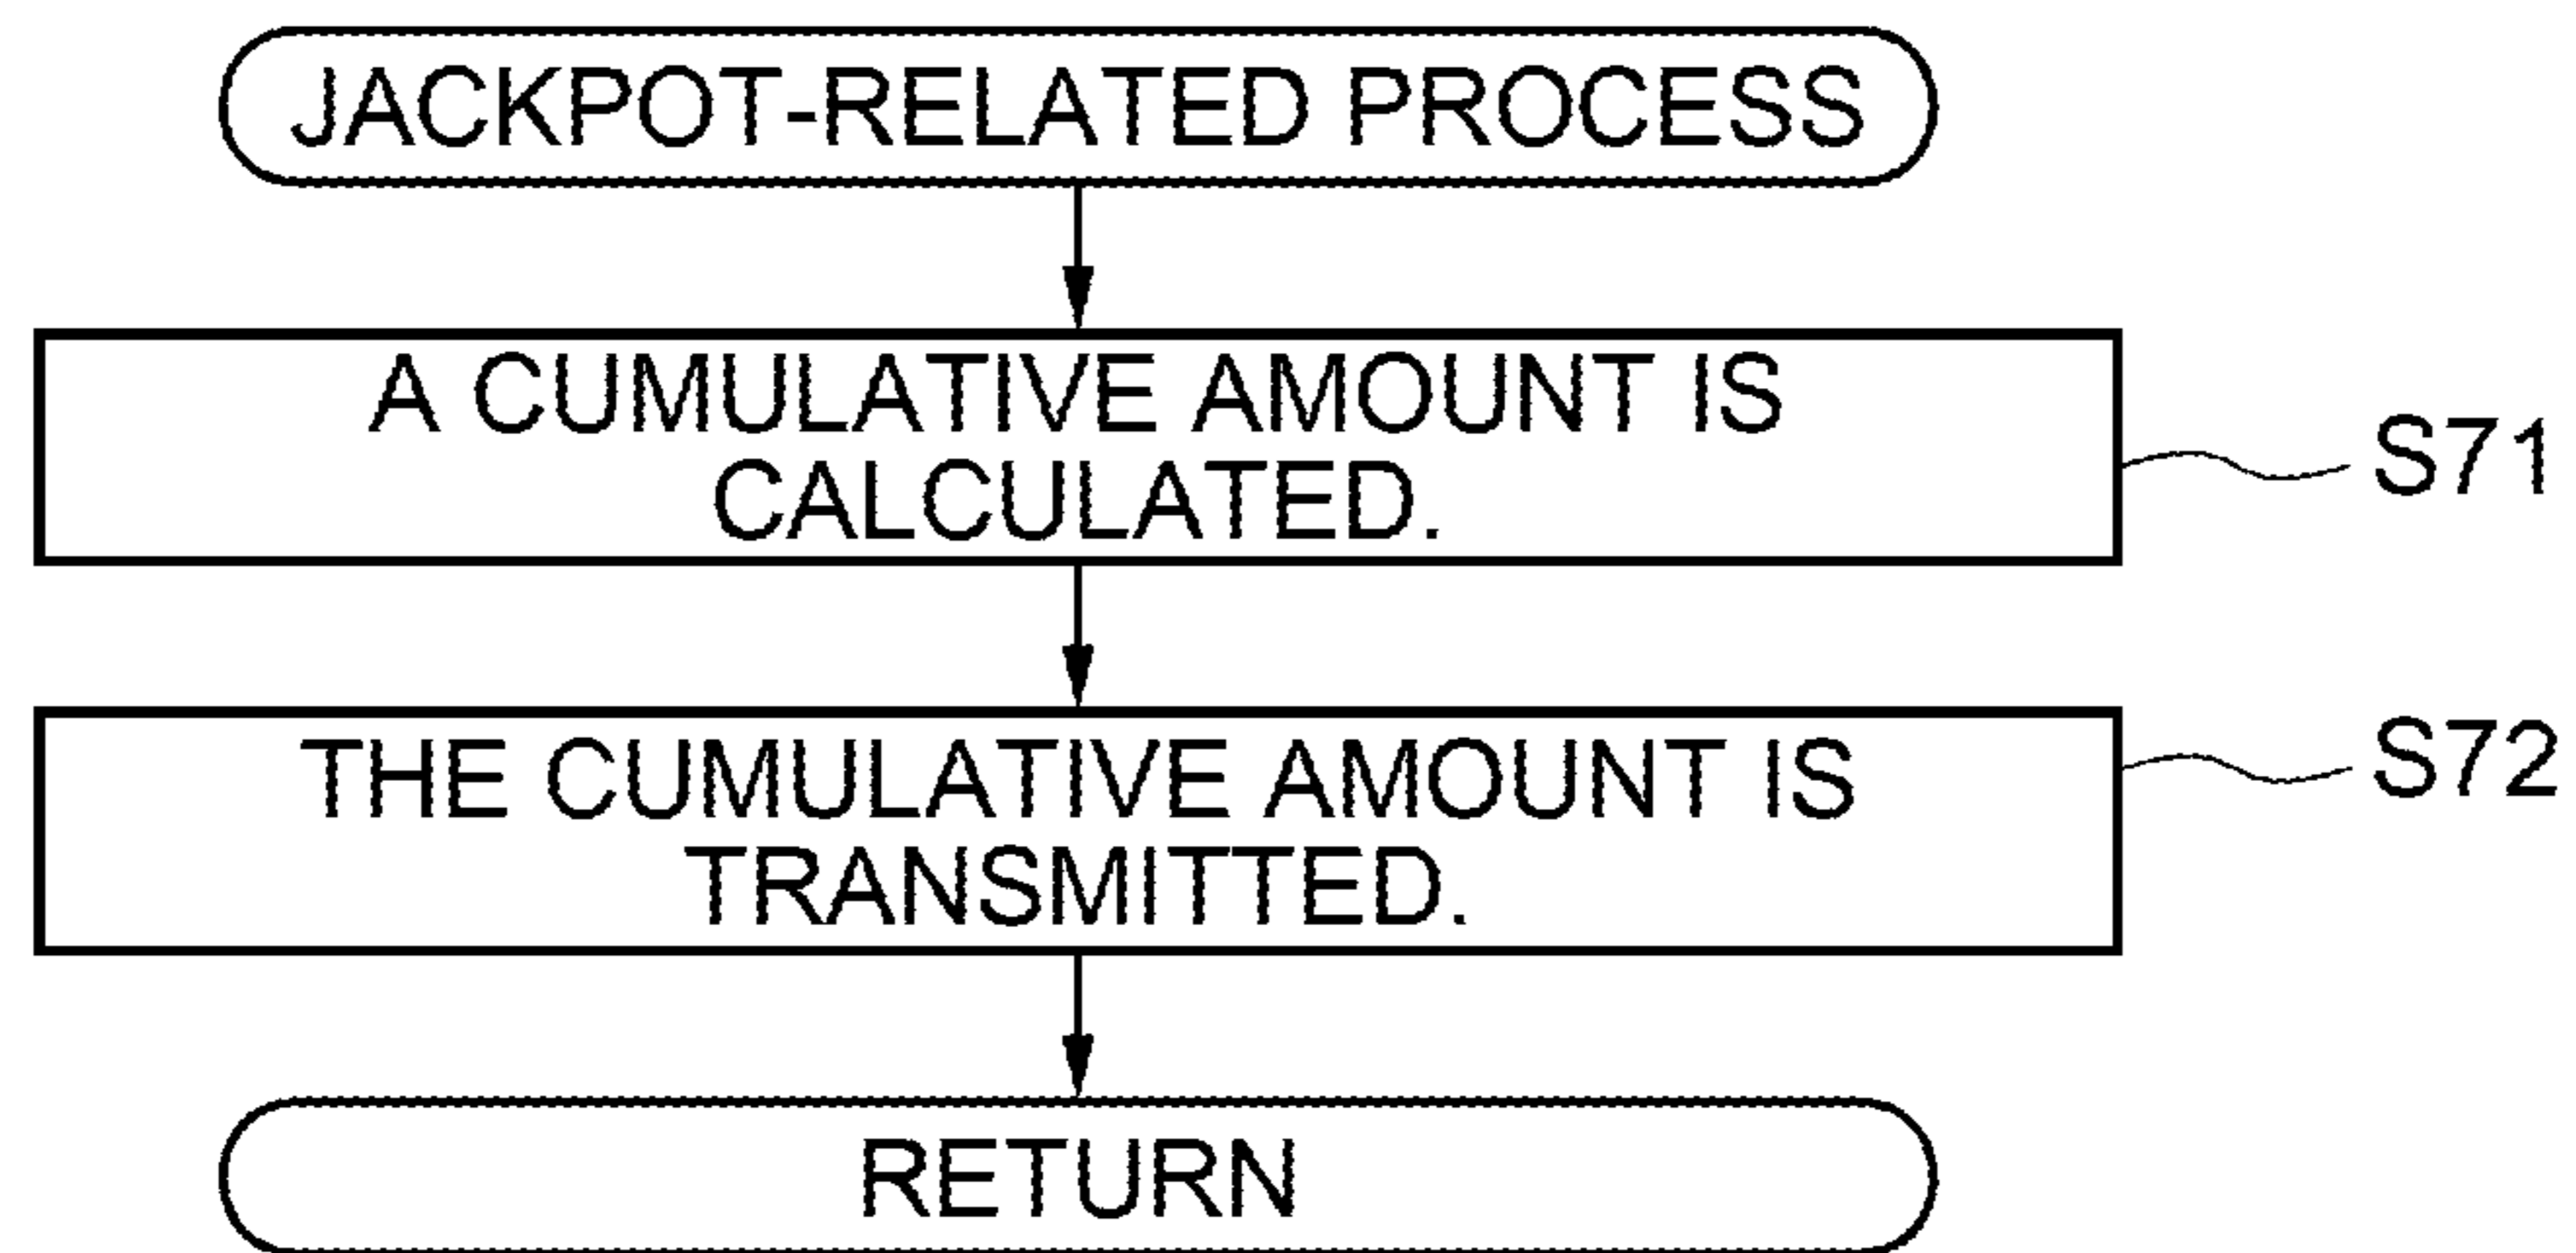 JACKPOT-RELATED PROCESS
A CUMULATIVE AMOUNT IS
CALCULATED.
S71
THE CUMULATIVE AMOUNT IS
TRANSMITTED.
S72
RETURN